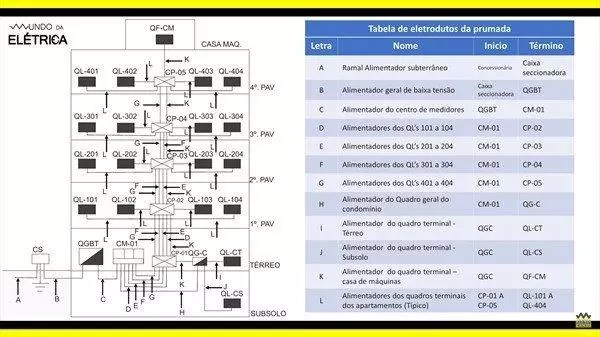 MUNDO DA
ELÉTRICA
QF-CM
CASA MAQ.
K
L
L
QL-401 QL-402 CP-05 QL-403 QL-404
K
G
4º. PAV
L
L
QL-301 QL-302 CP-04 QL-303 QL-304
K
F
G
3º. PAV
L
L
QL-201 QL-202 CP-03 QL-203 QL-204
F
E
K
G
2º. PAV
L
L
QL-101 QL-102 CP-02 QL-103 QL-104
F
E
G
D
K
1º. PAV
CS QGBT CM-01 CP-01 QG-C QL-CT
TÉRREO
I
J
K
QL-CS
A B C D E F G H
SUBSOLO
Tabela de eletrodutos da prumada
Letra Nome Início Término
A Ramal Alimentador subterrâneo Concessionária Caixa seccionadora
B Alimentador geral de baixa tensão Caixa seccionadora QGBT
C Alimentador do centro de medidores QGBT CM-01
D Alimentadores dos QL's 101 a 104 CM-01 CP-02
E Alimentadores dos QL's 201 a 204 CM-01 CP-03
F Alimentadores dos QL's 301 a 304 CM-01 CP-04
G Alimentadores dos QL's 401 a 404 CM-01 CP-05
H Alimentador do Quadro geral do condomínio CM-01 QG-C
I Alimentador do quadro terminal - Térreo QGC QL-CT
J Alimentador do quadro terminal - Subsolo QGC QL-CS
K Alimentador do quadro terminal – casa de máquinas QGC QF-CM
L Alimentadores dos quadros terminais dos apartamentos (Típico) CP-01 A CP-05 QL-101 A QL-404